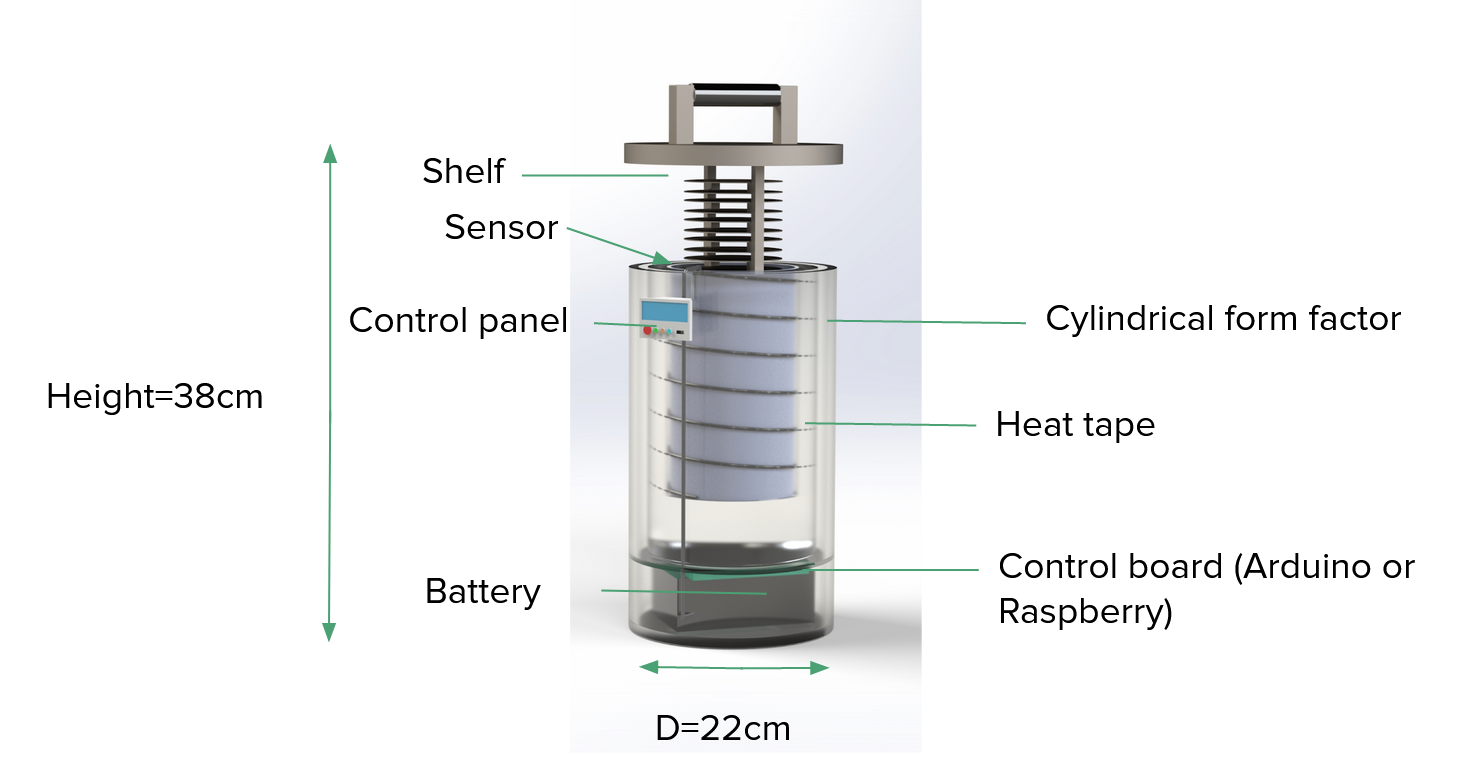 Shelf
Sensor
Control panel
Cylindrical form factor
Height=38cm
Heat tape
Control board (Arduino or
Raspberry)
Battery
D=22cm